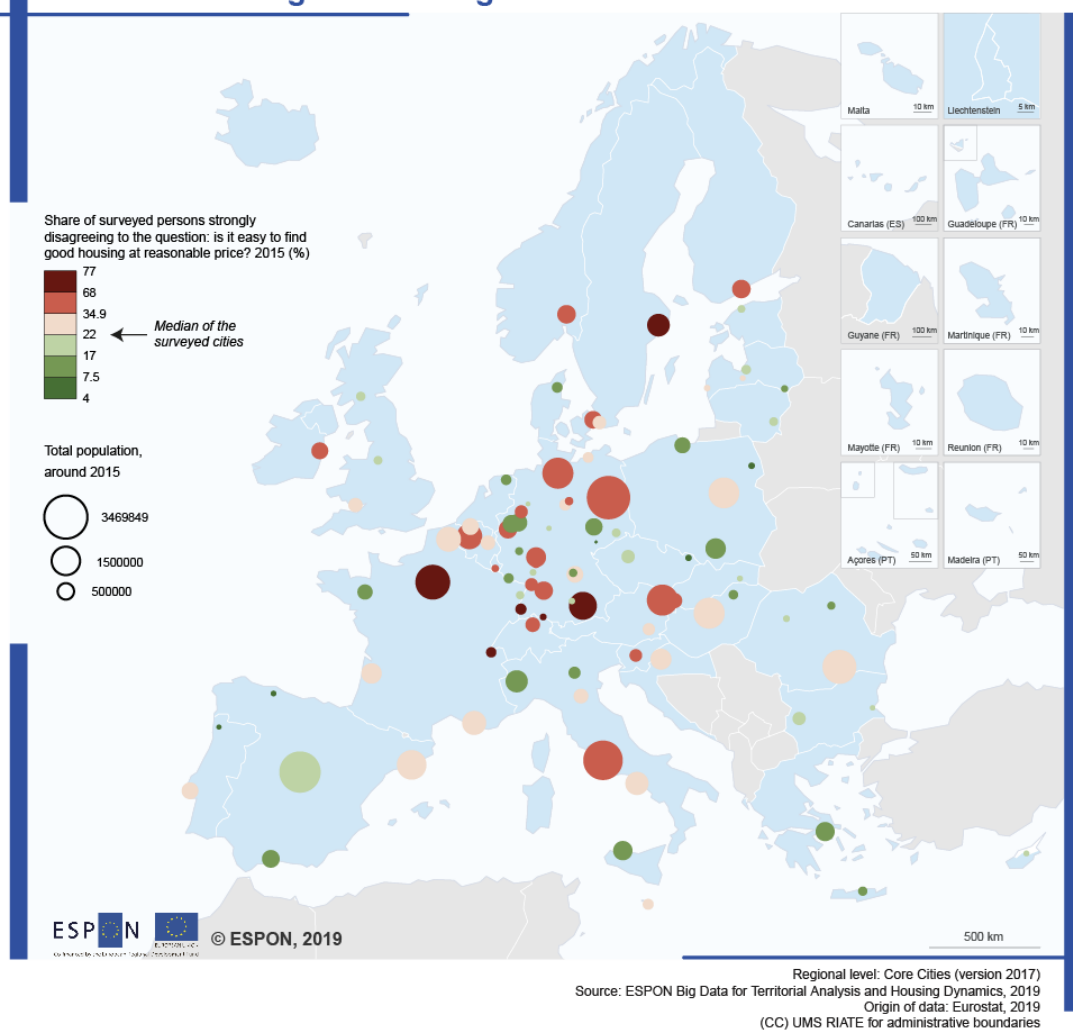 Share of surveyed persons strongly
disagreeing to the question: is it easy to find
good housing at reasonable price? 2015 (%)
77
68
34.9
22
17
7.5
4
Median of the
surveyed cities
Total population,
around 2015
3469849
1500000
500000
Malta
10 km
Liechtenstein
5 km
Canarias (ES)
100 km
Guadeloupe (FR)
10 km
Guyane (FR)
100 km
Martinique (FR)
10 km
Mayotte (FR)
10 km
Reunion (FR)
10 km
Açores (PT)
50 km
Madeira (PT)
50 km
ESPON
© ESPON, 2019
500 km
Regional level: Core Cities (version 2017)
Source: ESPON Big Data for Territorial Analysis and Housing Dynamics, 2019
Origin of data: Eurostat, 2019
(CC) UMS RIATE for administrative boundaries